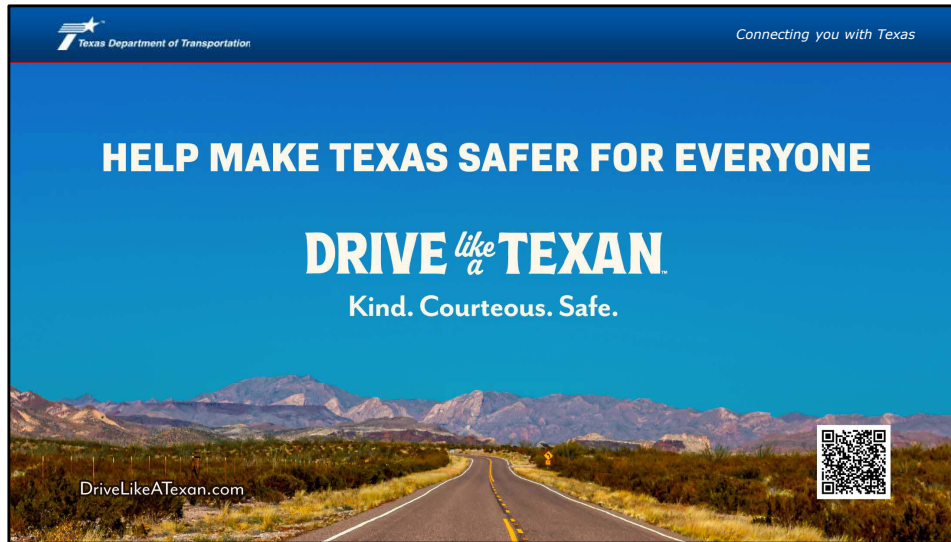 Texas Department of Transportation
Connecting you with Texas
HELP MAKE TEXAS SAFER FOR EVERYONE
DRIVE like a TEXAN™
Kind. Courteous. Safe.
DriveLikeATexan.com